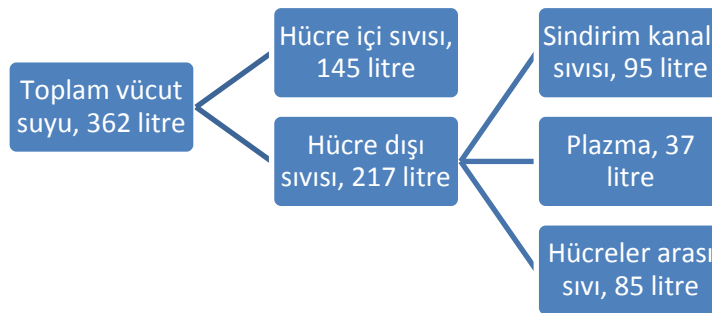 Toplam vücut
suyu, 362 litre
Hücre içi sıvısı,
145 litre
Hücre dışı
sıvısı, 217 litre
Sindirim kanal
sıvısı, 95 litre
Plazma, 37
litre
Hücreler arası
sıvı, 85 litre